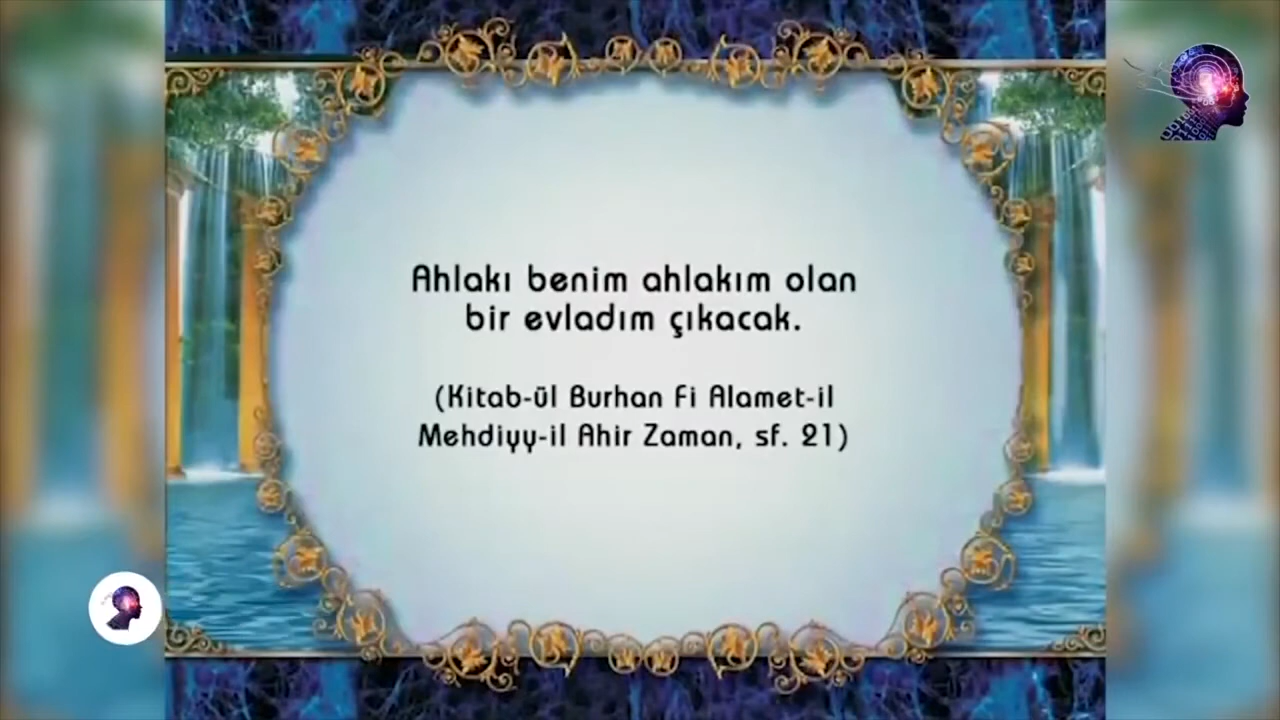 Ahlakı benim ahlakım olan
bir evladım çıkacak.
(Kitab-ül Burhan Fi Alamet-il
Mehdiyy-il Ahir Zaman, sf. 21)